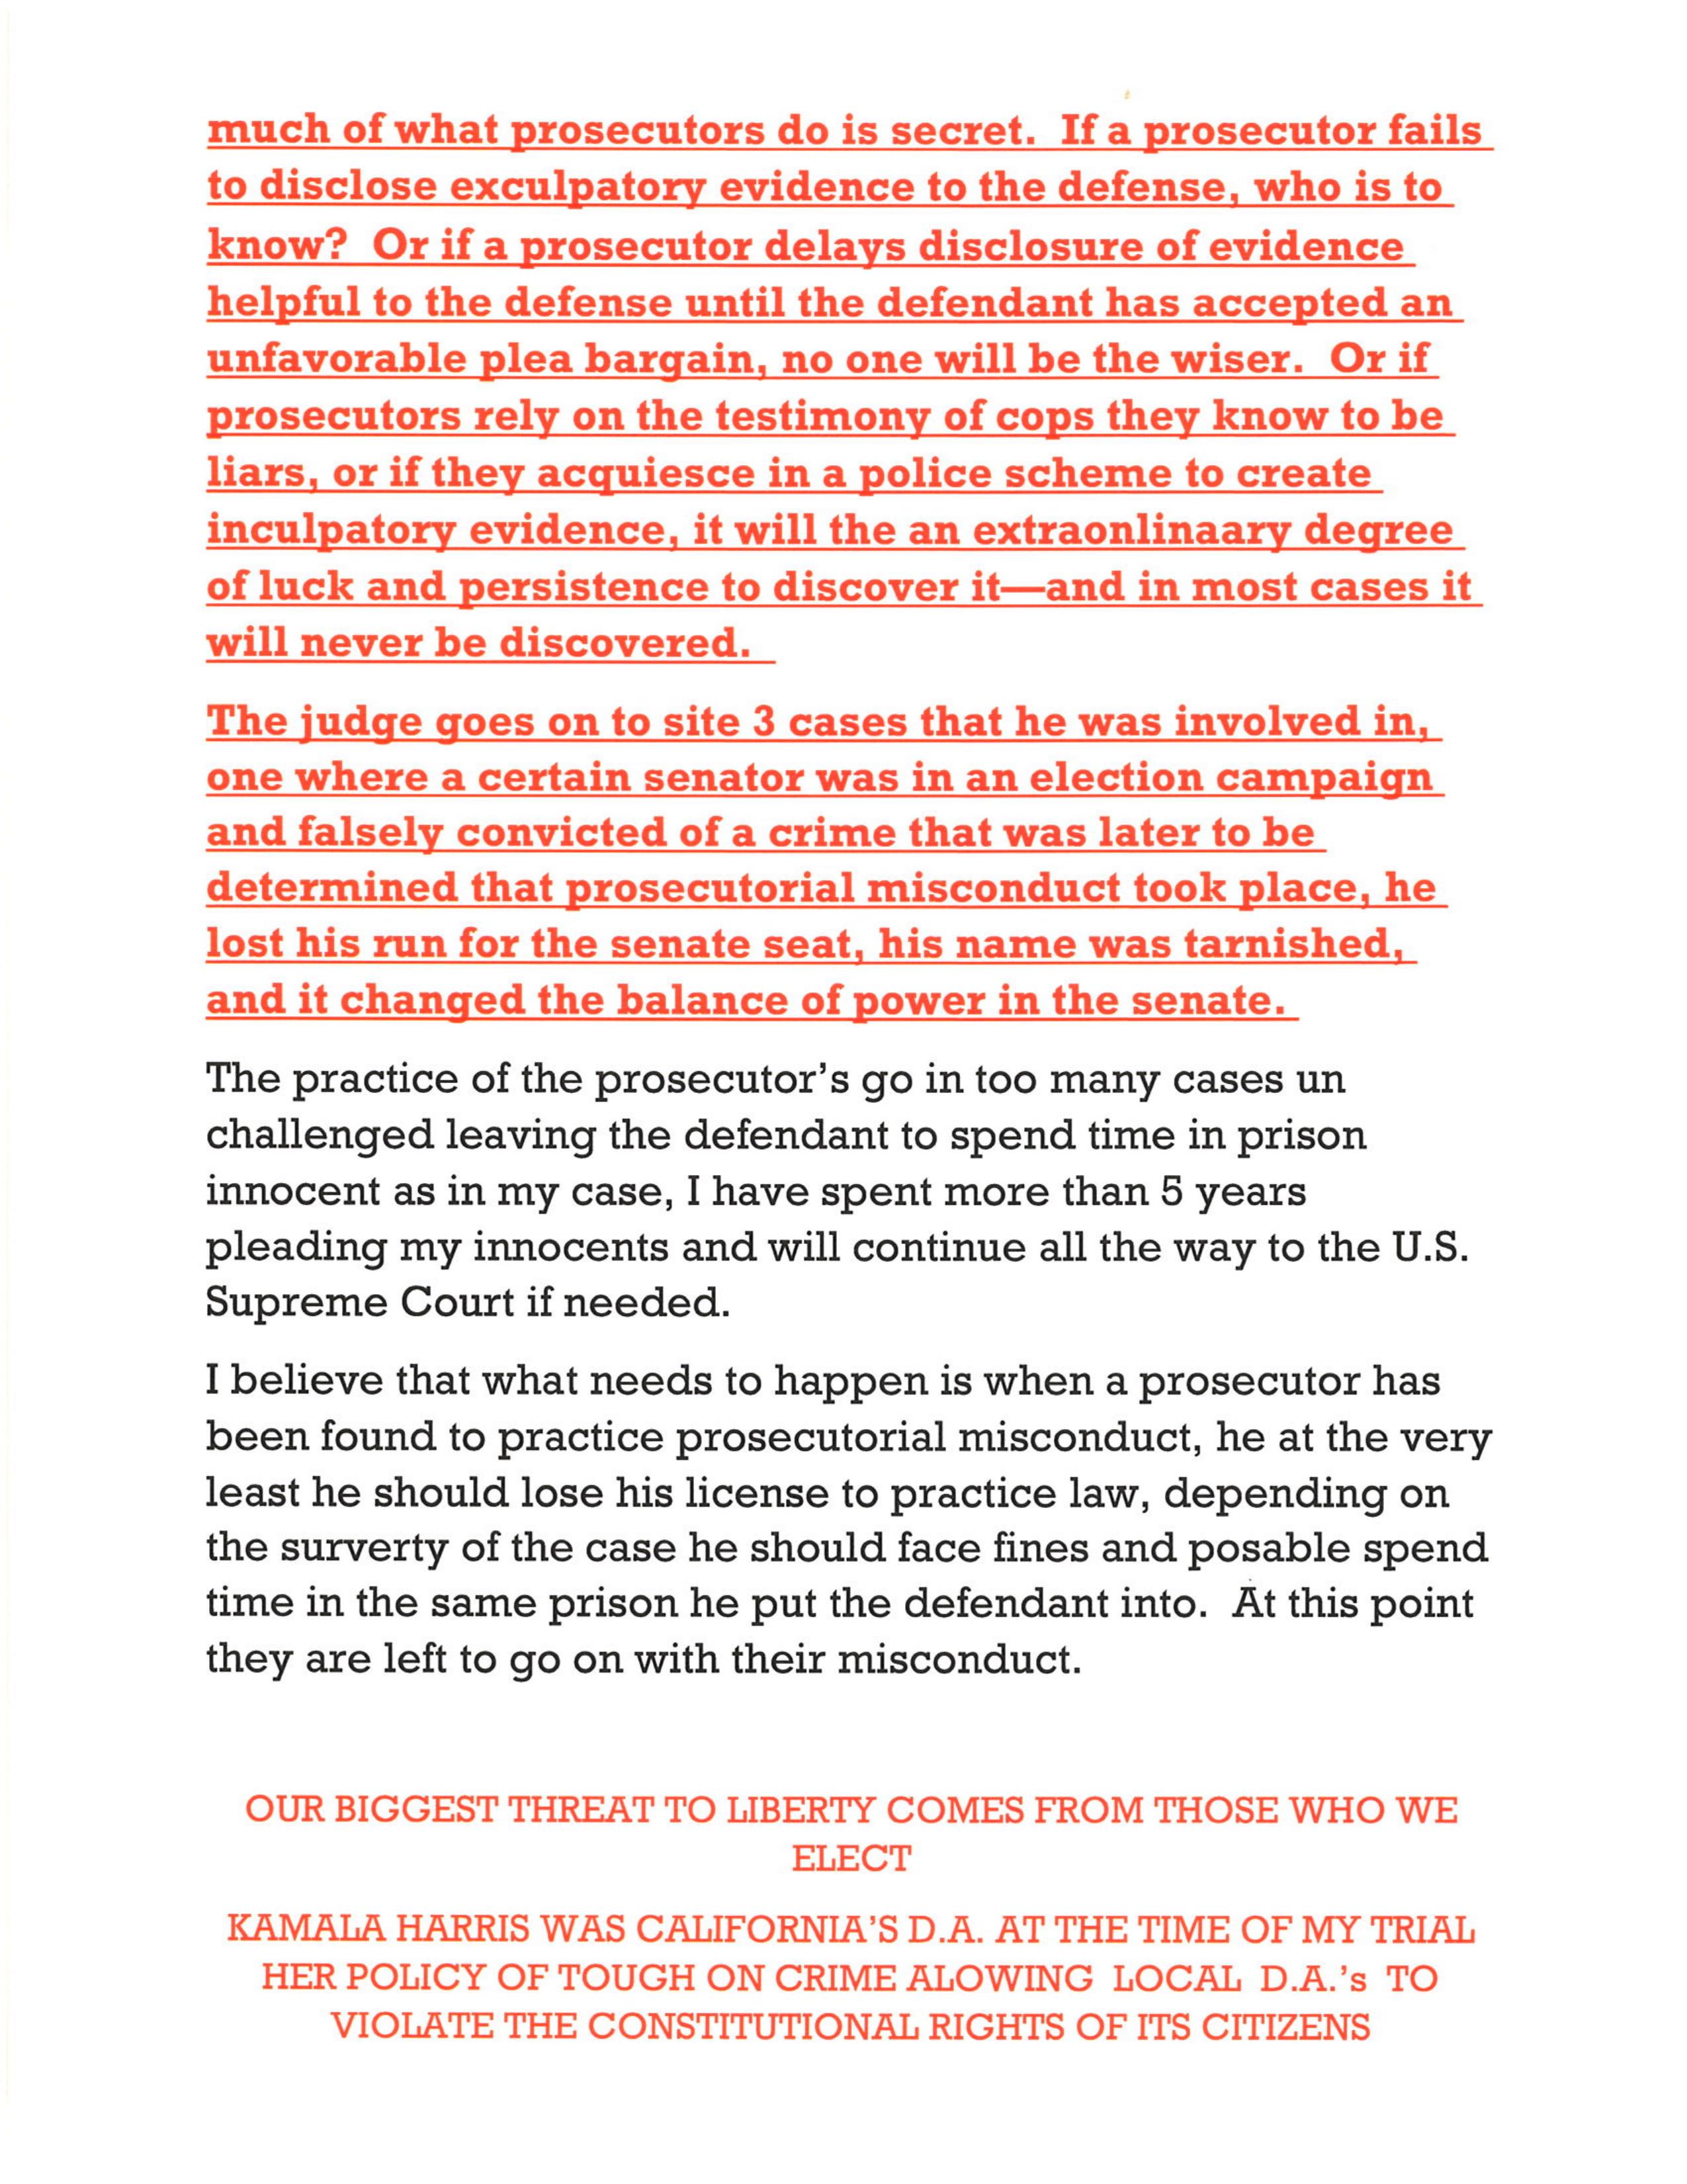 much of what prosecutors do is secret.  If a prosecutor fails
to disclose exculpatory evidence to the defense, who is to
know?  Or if a prosecutor delays disclosure of evidence
helpful to the defense until the defendant has accepted an
unfavorable plea bargain, no one will be the wiser.  Or if
prosecutors rely on the testimony of cops they know to be
liars, or if they acquiesce in a police scheme to create
inculpatory evidence, it will the an extraonlinaary degree
of luck and persistence to discover it—and in most cases it
will never be discovered.
The judge goes on to site 3 cases that he was involved in,
one where a certain senator was in an election campaign
and falsely convicted of a crime that was later to be
determined that prosecutorial misconduct took place, he
lost his run for the senate seat, his name was tarnished,
and it changed the balance of power in the senate.
The practice of the prosecutor's go in too many cases un
challenged leaving the defendant to spend time in prison
innocent as in my case, I have spent more than 5 years
pleading my innocents and will continue all the way to the U.S.
Supreme Court if needed.
I believe that what needs to happen is when a prosecutor has
been found to practice prosecutorial misconduct, he at the very
least he should lose his license to practice law, depending on
the surverty of the case he should face fines and posable spend
time in the same prison he put the defendant into.  At this point
they are left to go on with their misconduct.
OUR BIGGEST THREAT TO LIBERTY COMES FROM THOSE WHO WE
ELECT
KAMALA HARRIS WAS CALIFORNIA'S D.A. AT THE TIME OF MY TRIAL
HER POLICY OF TOUGH ON CRIME ALOWING  LOCAL  D.A.'s  TO
VIOLATE THE CONSTITUTIONAL RIGHTS OF ITS CITIZENS